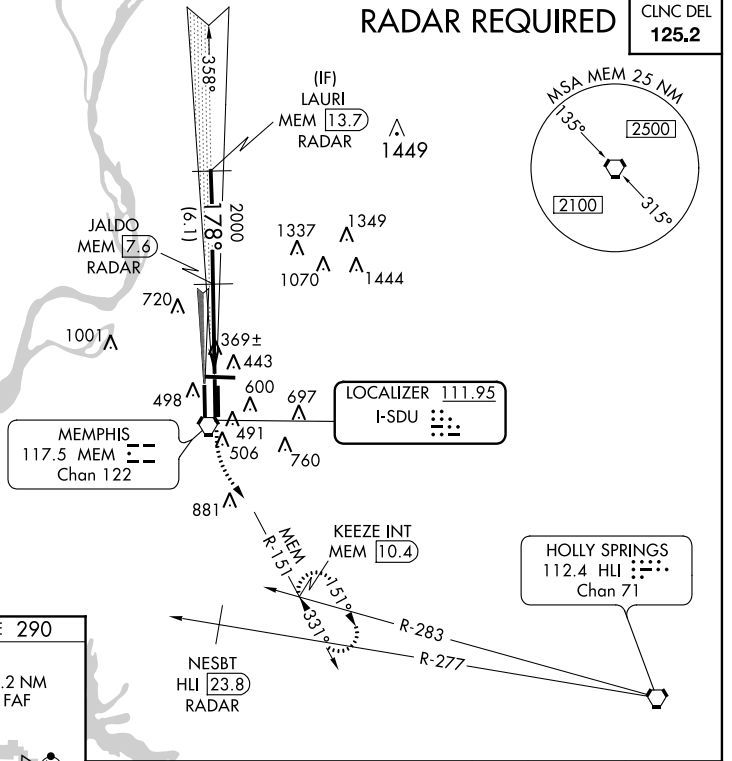 RADAR REQUIRED
CLNC DEL
125.2
358°
(IF)
LAURI
MEM 13.7
RADAR
1449
MSA MEM 25 NM
135°
2500
2100
315°
2000
178°
(6.1)
JALDO
MEM 7.6
RADAR
1337
1349
1070
1444
720
1001
369±
443
498
600
697
491
506
760
LOCALIZER 111.95
I-SDU
MEMPHIS
117.5 MEM
Chan 122
881
MEM
R-151
KEEZE INT
MEM 10.4
151°
331°
HOLLY SPRINGS
112.4 HLI
Chan 71
R-283
R-277
NESBT
HLI 23.8
RADAR
290
.2 NM
FAF